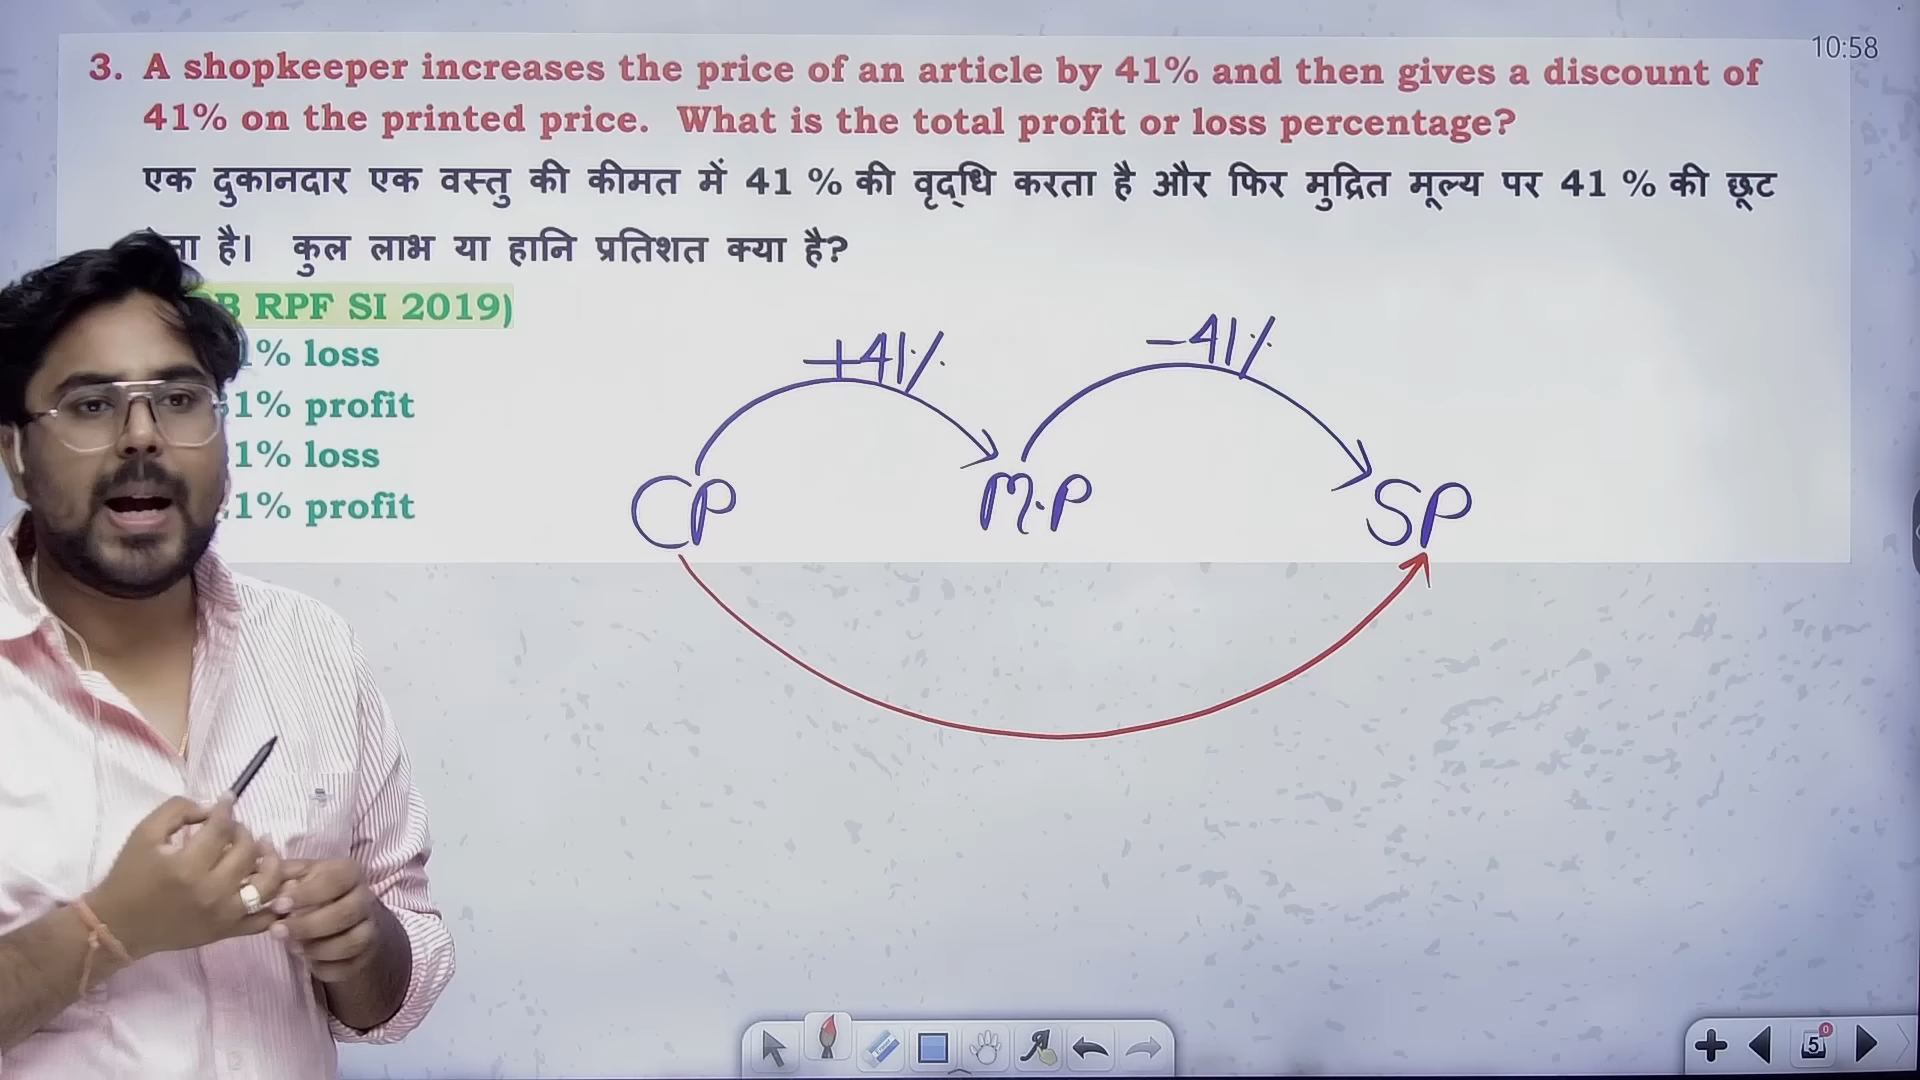 10:58
3. A shopkeeper increases the price of an article by 41% and then gives a discount of
41% on the printed price. What is the total profit or loss percentage?
एक दुकानदार एक वस्तु की कीमत में 41 % की वृद्धि करता है और फिर मुद्रित मूल्य पर 41 % की छूट
है। कुल लाभ या हानि प्रतिशत क्या है?
RPF SI 2019)
1% loss
1% profit
1% loss
1% profit
+41% -41%
CP M.P SP
5
0